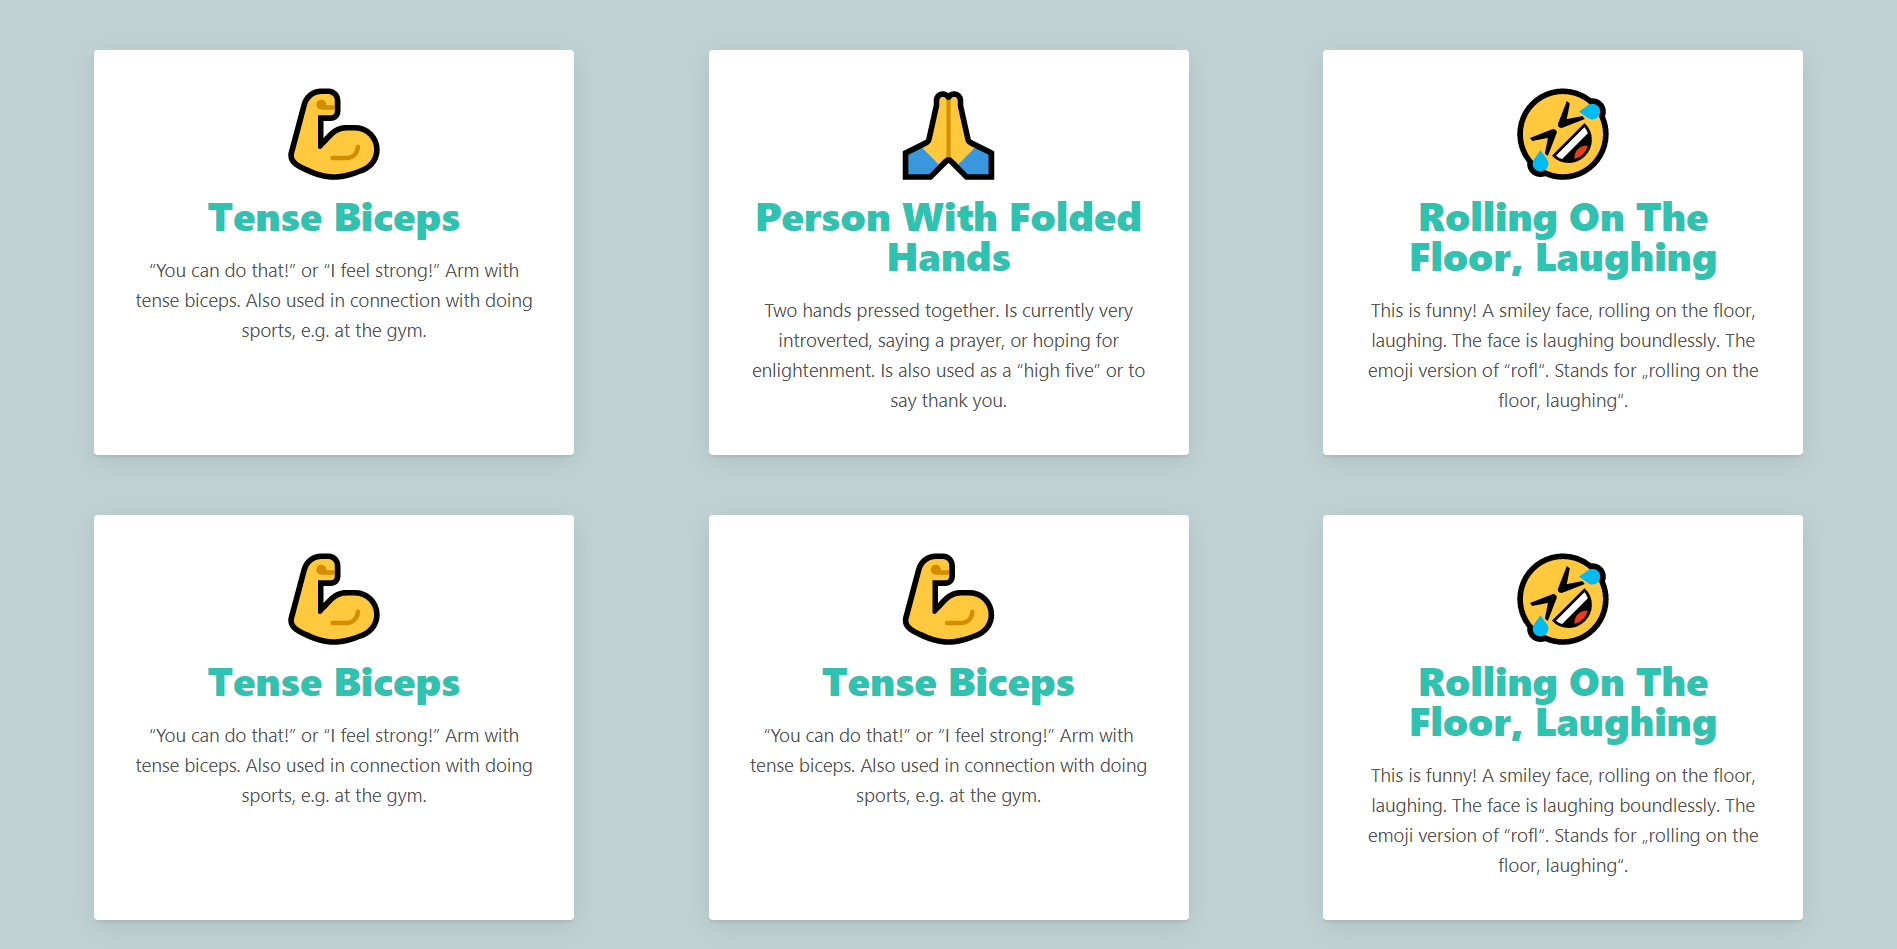 Tense Biceps
“You can do that!” or “I feel strong!” Arm with
tense biceps. Also used in connection with doing
sports, e.g. at the gym.
Person With Folded
Hands
Two hands pressed together. Is currently very
introverted, saying a prayer, or hoping for
enlightenment. Is also used as a “high five” or to
say thank you.
Rolling On The
Floor, Laughing
This is funny! A smiley face, rolling on the floor,
laughing. The face is laughing boundlessly. The
emoji version of “rofl“. Stands for „rolling on the
floor, laughing“.
Tense Biceps
“You can do that!” or “I feel strong!” Arm with
tense biceps. Also used in connection with doing
sports, e.g. at the gym.
Tense Biceps
“You can do that!” or “I feel strong!” Arm with
tense biceps. Also used in connection with doing
sports, e.g. at the gym.
Rolling On The
Floor, Laughing
This is funny! A smiley face, rolling on the floor,
laughing. The face is laughing boundlessly. The
emoji version of “rofl“. Stands for „rolling on the
floor, laughing“.